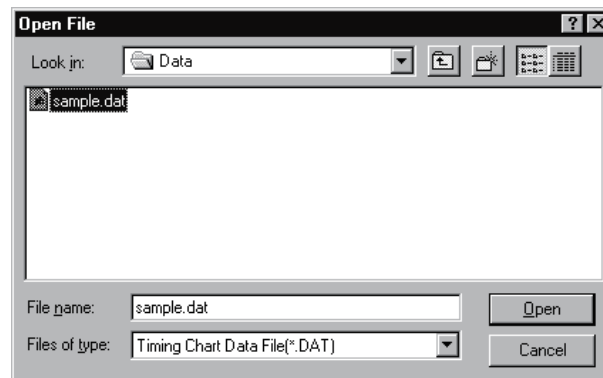 Open File
Look in: Data
sample.dat
File name: sample.dat
Open
Files of type: Timing Chart Data File(*.DAT)
Cancel